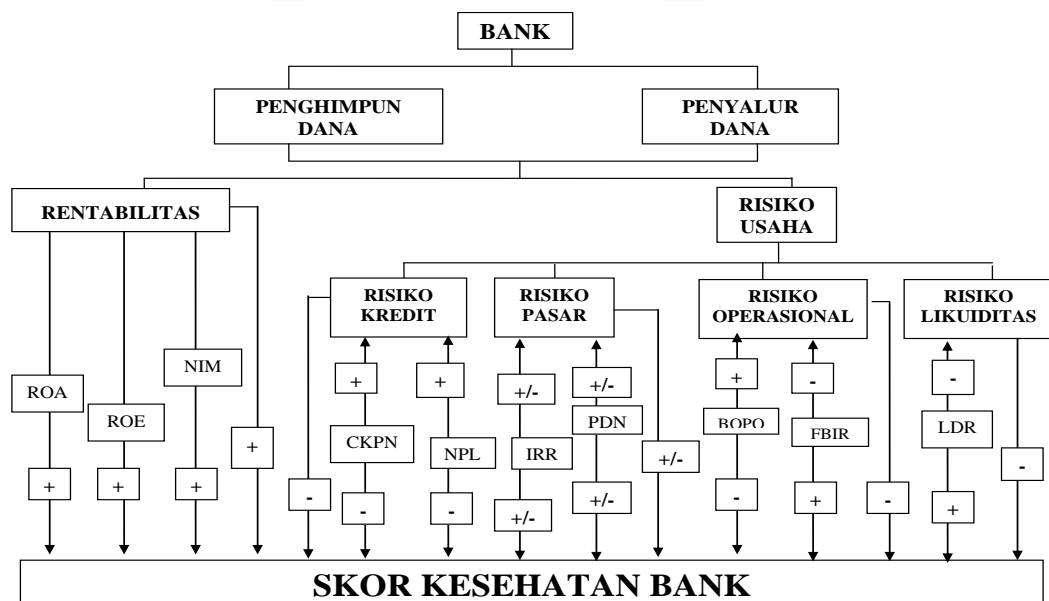 BANK
PENGHIMPUN
DANA
PENYALUR
DANA
RENTABILITAS
RISIKO
USAHA
RISIKO
KREDIT
RISIKO
PASAR
RISIKO
OPERASIONAL
RISIKO
LIKUIDITAS
ROA
ROE
NIM
+
+
+
+
+
+
+/-
+/-
+
-
-
CKPN
NPL
IRR
PDN
BOPO
FBIR
LDR
-
-
-
+/-
+/-
+/-
-
+
-
+
-
SKOR KESEHATAN BANK